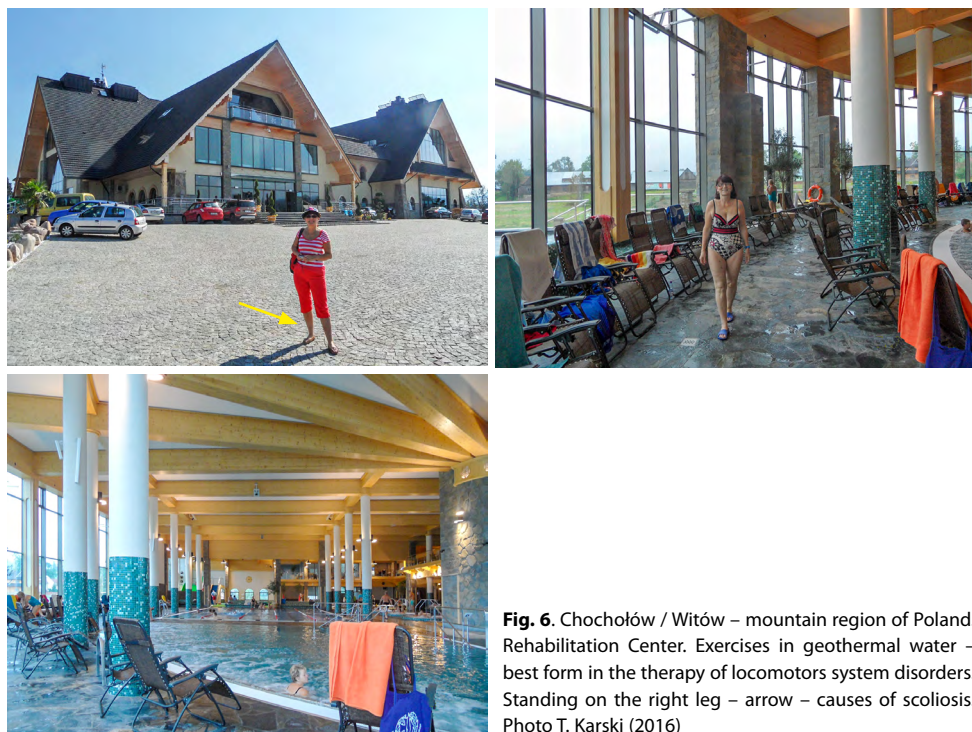 Fig. 6. Chochołów / Witów – mountain region of Poland
Rehabilitation Center. Exercises in geothermal water –
best form in the therapy of locomotors system disorders
Standing on the right leg – arrow – causes of scoliosis
Photo T. Karski (2016)